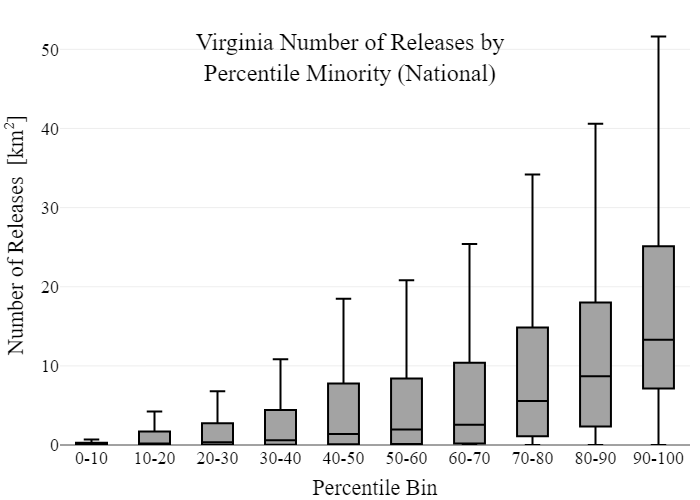 Virginia Number of Releases by
Percentile Minority (National)
Number of Releases [km²]
50
40
30
20
10
0
0-10 10-20 20-30 30-40 40-50 50-60 60-70 70-80 80-90 90-100
Percentile Bin